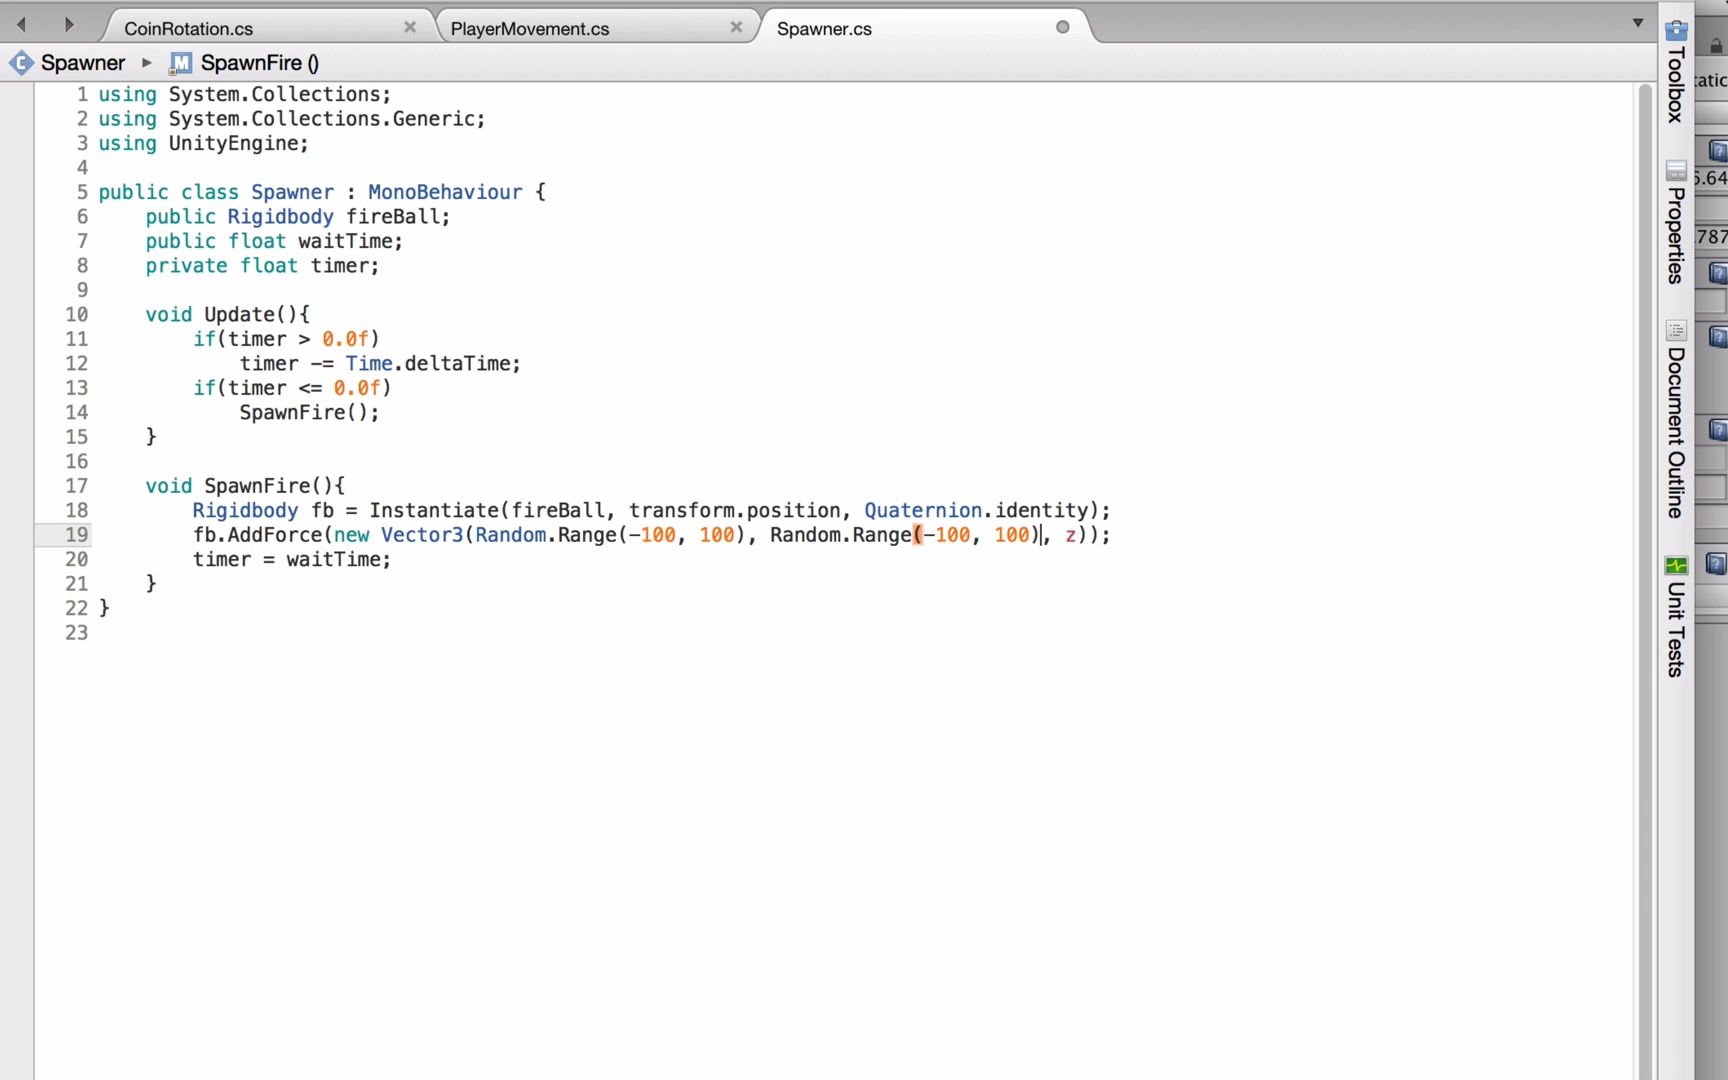 CoinRotation.cs
PlayerMovement.cs
Spawner.cs
Spawner
M
SpawnFire ()
1 using System.Collections;
2 using System.Collections.Generic;
3 using UnityEngine;
4
5 public class Spawner : MonoBehaviour {
6 public Rigidbody fireBall;
7 public float waitTime;
8 private float timer;
9
10 void Update(){
11 if(timer > 0.0f)
12 timer -= Time.deltaTime;
13 if(timer <= 0.0f)
14 SpawnFire();
15 }
16
17 void SpawnFire(){
18 Rigidbody fb = Instantiate(fireBall, transform.position, Quaternion.identity);
19 fb.AddForce(new Vector3(Random.Range(-100, 100), Random.Range(-100, 100), z));
20 timer = waitTime;
21 }
22 }
23
Toolbox
Properties
Document Outline
Unit Tests
tatic
5.64
787